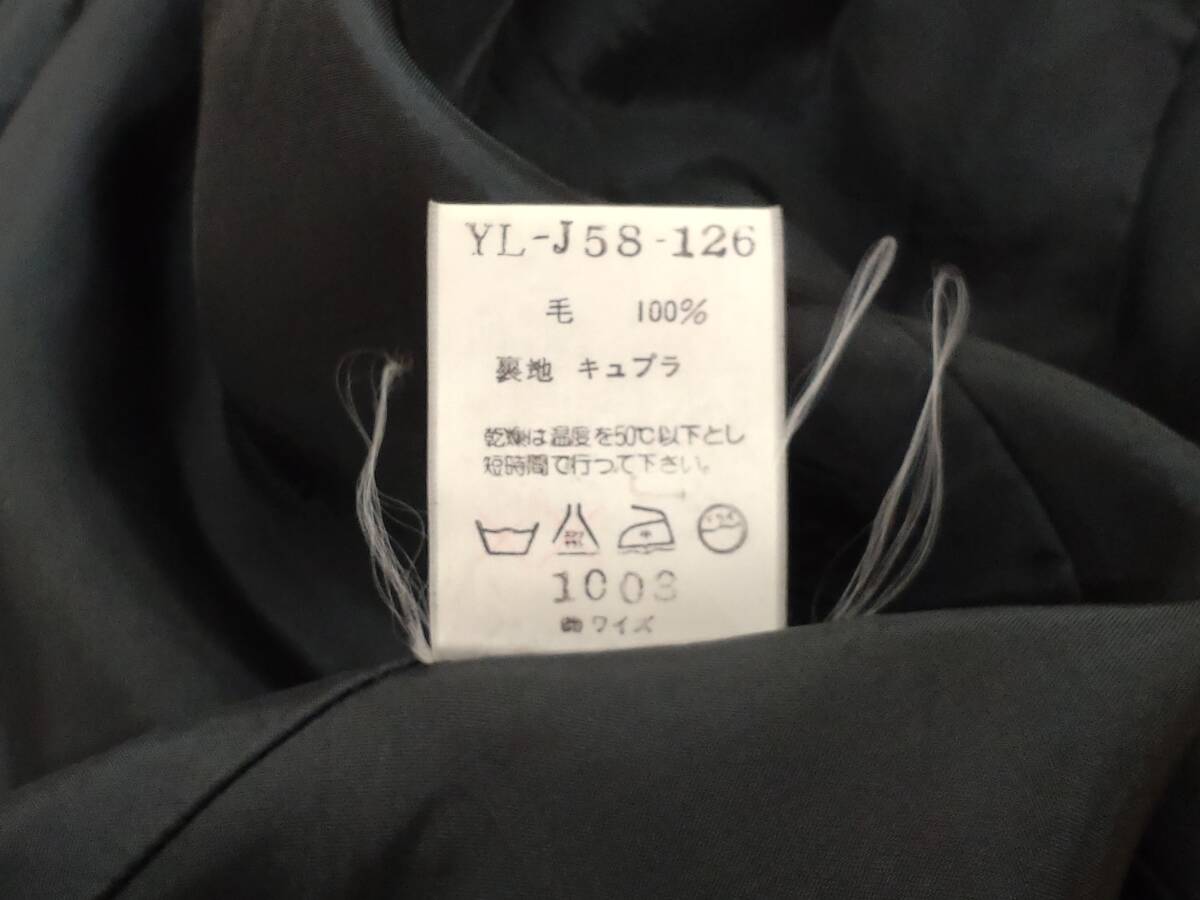 YL-J58-126
毛 100%
裏地 キュプラ
乾燥は温度を50℃以下とし
短時間で行って下さい。
1003
㈱ワイズ